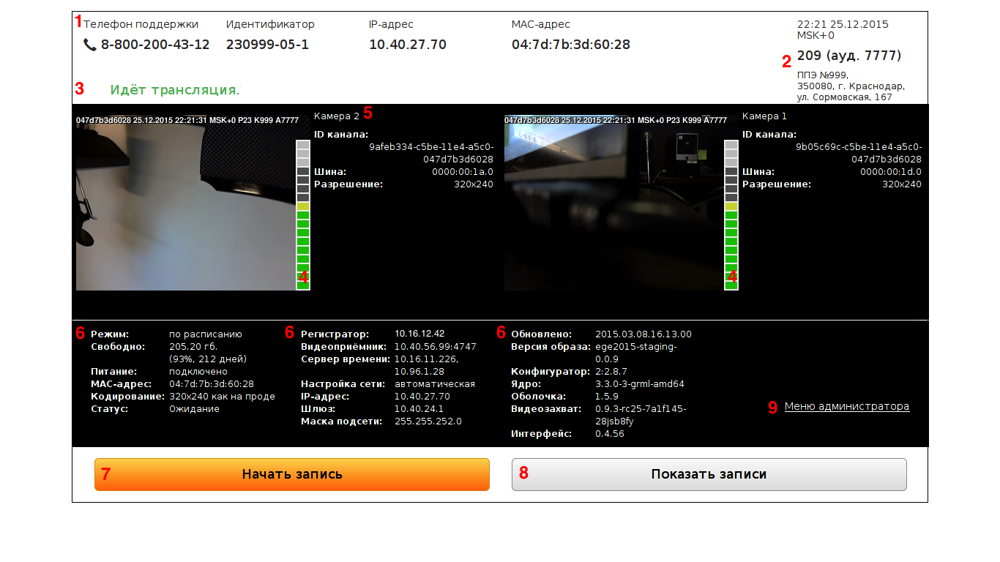 1 Телефон поддержки Идентификатор IP-адрес MAC-адрес 22:21 25.12.2015
MSK+0
8-800-200-43-12 230999-05-1 10.40.27.70 04:7d:7b:3d:60:28
2 209 (ауд. 7777)
ППЭ №999,
350080, г. Краснодар,
ул. Сормовская, 167
3 Идёт трансляция.
047d7b3d6028 25.12.2015 22:21:31 MSK+0 P23 K999 A7777
4
Камера 2 5
ID канала:
9afeb334-c5be-11e4-a5c0-
047d7b3d6028
Шина: 0000:00:1a.0
Разрешение: 320x240
047d7b3d6028 25.12.2015 22:21:31 MSK+0 P23 K999 A7777
4
Камера 1
ID канала:
9b05c69c-c5be-11e4-a5c0-
047d7b3d6028
Шина: 0000:00:1d.0
Разрешение: 320x240
6 Режим: по расписанию
Свободно: 205.20 гб.
(93%, 212 дней)
Питание: подключено
MAC-адрес: 04:7d:7b:3d:60:28
Кодирование: 320x240 как на проде
Статус: Ожидание
6 Регистратор: 10.16.12.42
Видеоприёмник: 10.40.56.99:4747
Сервер времени: 10.16.11.226,
10.96.1.28
Настройка сети: автоматическая
IP-адрес: 10.40.27.70
Шлюз: 10.40.24.1
Маска подсети: 255.255.252.0
6 Обновлено: 2015.03.08.16.13.00
Версия образа: ege2015-staging-
0.0.9
Конфигуратор: 2:2.8.7
Ядро: 3.3.0-3-grml-amd64
Оболочка: 1.5.9
Видеозахват: 0.9.3-rc25-7a1f145-
28jsb8fy
Интерфейс: 0.4.56
9 Меню администратора
7 Начать запись
8 Показать записи